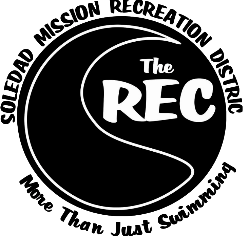 SOLEDAD MISSION RECREATION DISTRIC
The
REC
More Than Just Swimming